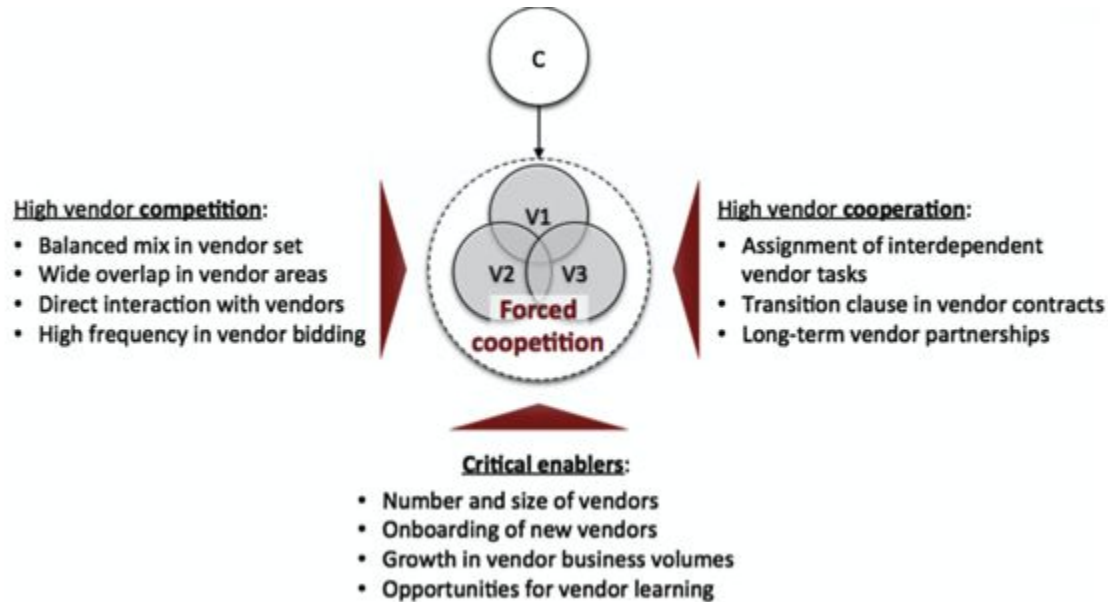 C
V1
V2
V3
Forced
coopetition
High vendor competition:
• Balanced mix in vendor set
• Wide overlap in vendor areas
• Direct interaction with vendors
• High frequency in vendor bidding
High vendor cooperation:
• Assignment of interdependent
vendor tasks
• Transition clause in vendor contracts
• Long-term vendor partnerships
Critical enablers:
• Number and size of vendors
• Onboarding of new vendors
• Growth in vendor business volumes
• Opportunities for vendor learning